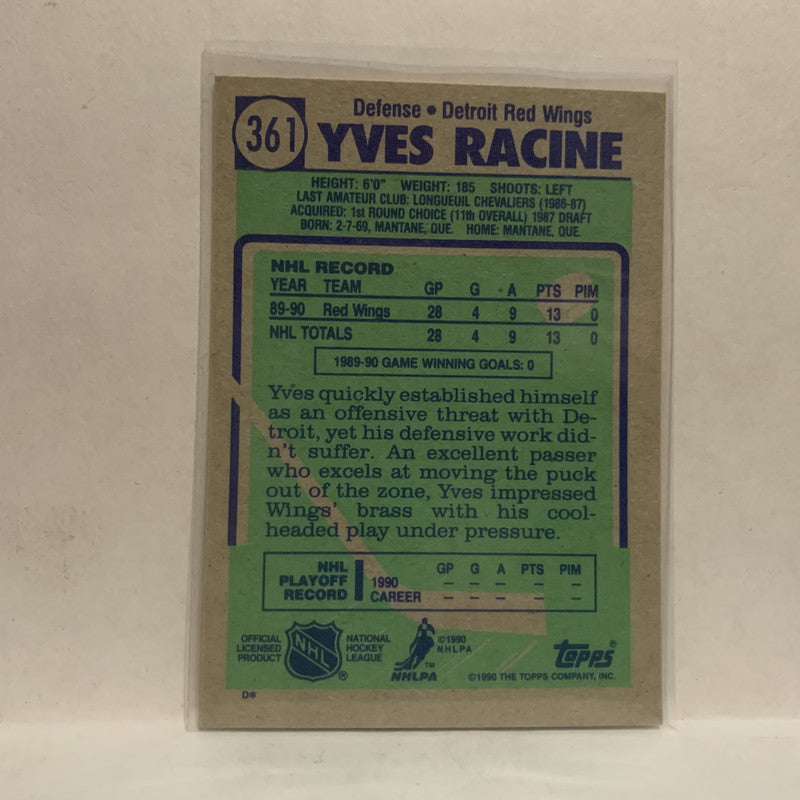 361
Defense • Detroit Red Wings
YVES RACINE
HEIGHT: 6'0" WEIGHT: 185 SHOOTS: LEFT
LAST AMATEUR CLUB: LONGUEUIL CHEVALIERS (1986-87)
ACQUIRED: 1st ROUND CHOICE (11th OVERALL) 1987 DRAFT
BORN: 2-7-69, MANTANE, QUE. HOME: MANTANE, QUE.
NHL RECORD
YEAR TEAM GP G A PTS PIM
89-90 Red Wings 28 4 9 13 0
NHL TOTALS 28 4 9 13 0
1989-90 GAME WINNING GOALS: 0
Yves quickly established himself
as an offensive threat with De-
troit, yet his defensive work did-
n't suffer. An excellent passer
who excels at moving the puck
out of the zone, Yves impressed
Wings' brass with his cool-
headed play under pressure.
NHL PLAYOFF RECORD
GP G A PTS PIM
1990 – – – – –
CAREER – – – – –
OFFICIAL LICENSED PRODUCT
NHL ®
NATIONAL HOCKEY LEAGUE
©1990 NHLPA
NHLPA ™
topps ®
©1990 THE TOPPS COMPANY, INC.
D*